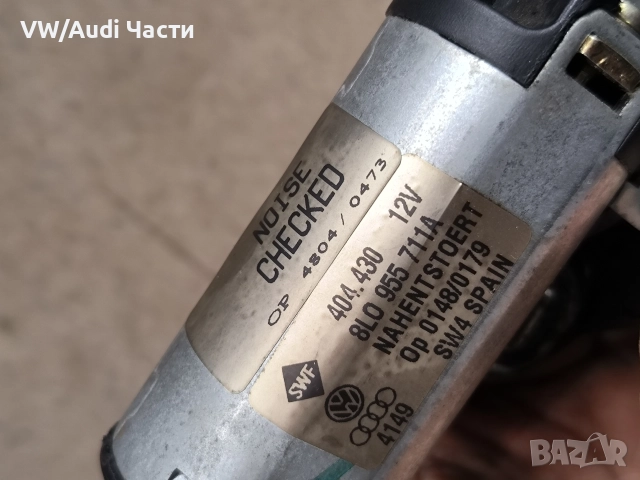 VW/Audi Части
NOISE
CHECKED
OP 4804/0473
404.430 12V
8L0 955 711A
NAHENTSTOERT
Op 0148/0179
SW4 SPAIN
SWF
4149
BAZAR